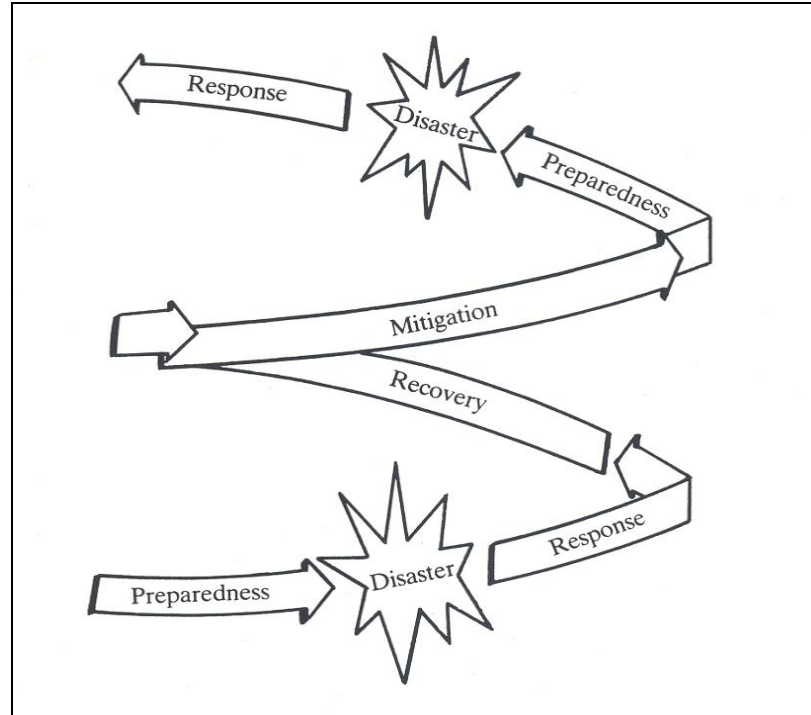 Response
Disaster
Preparedness
Mitigation
Recovery
Response
Disaster
Preparedness